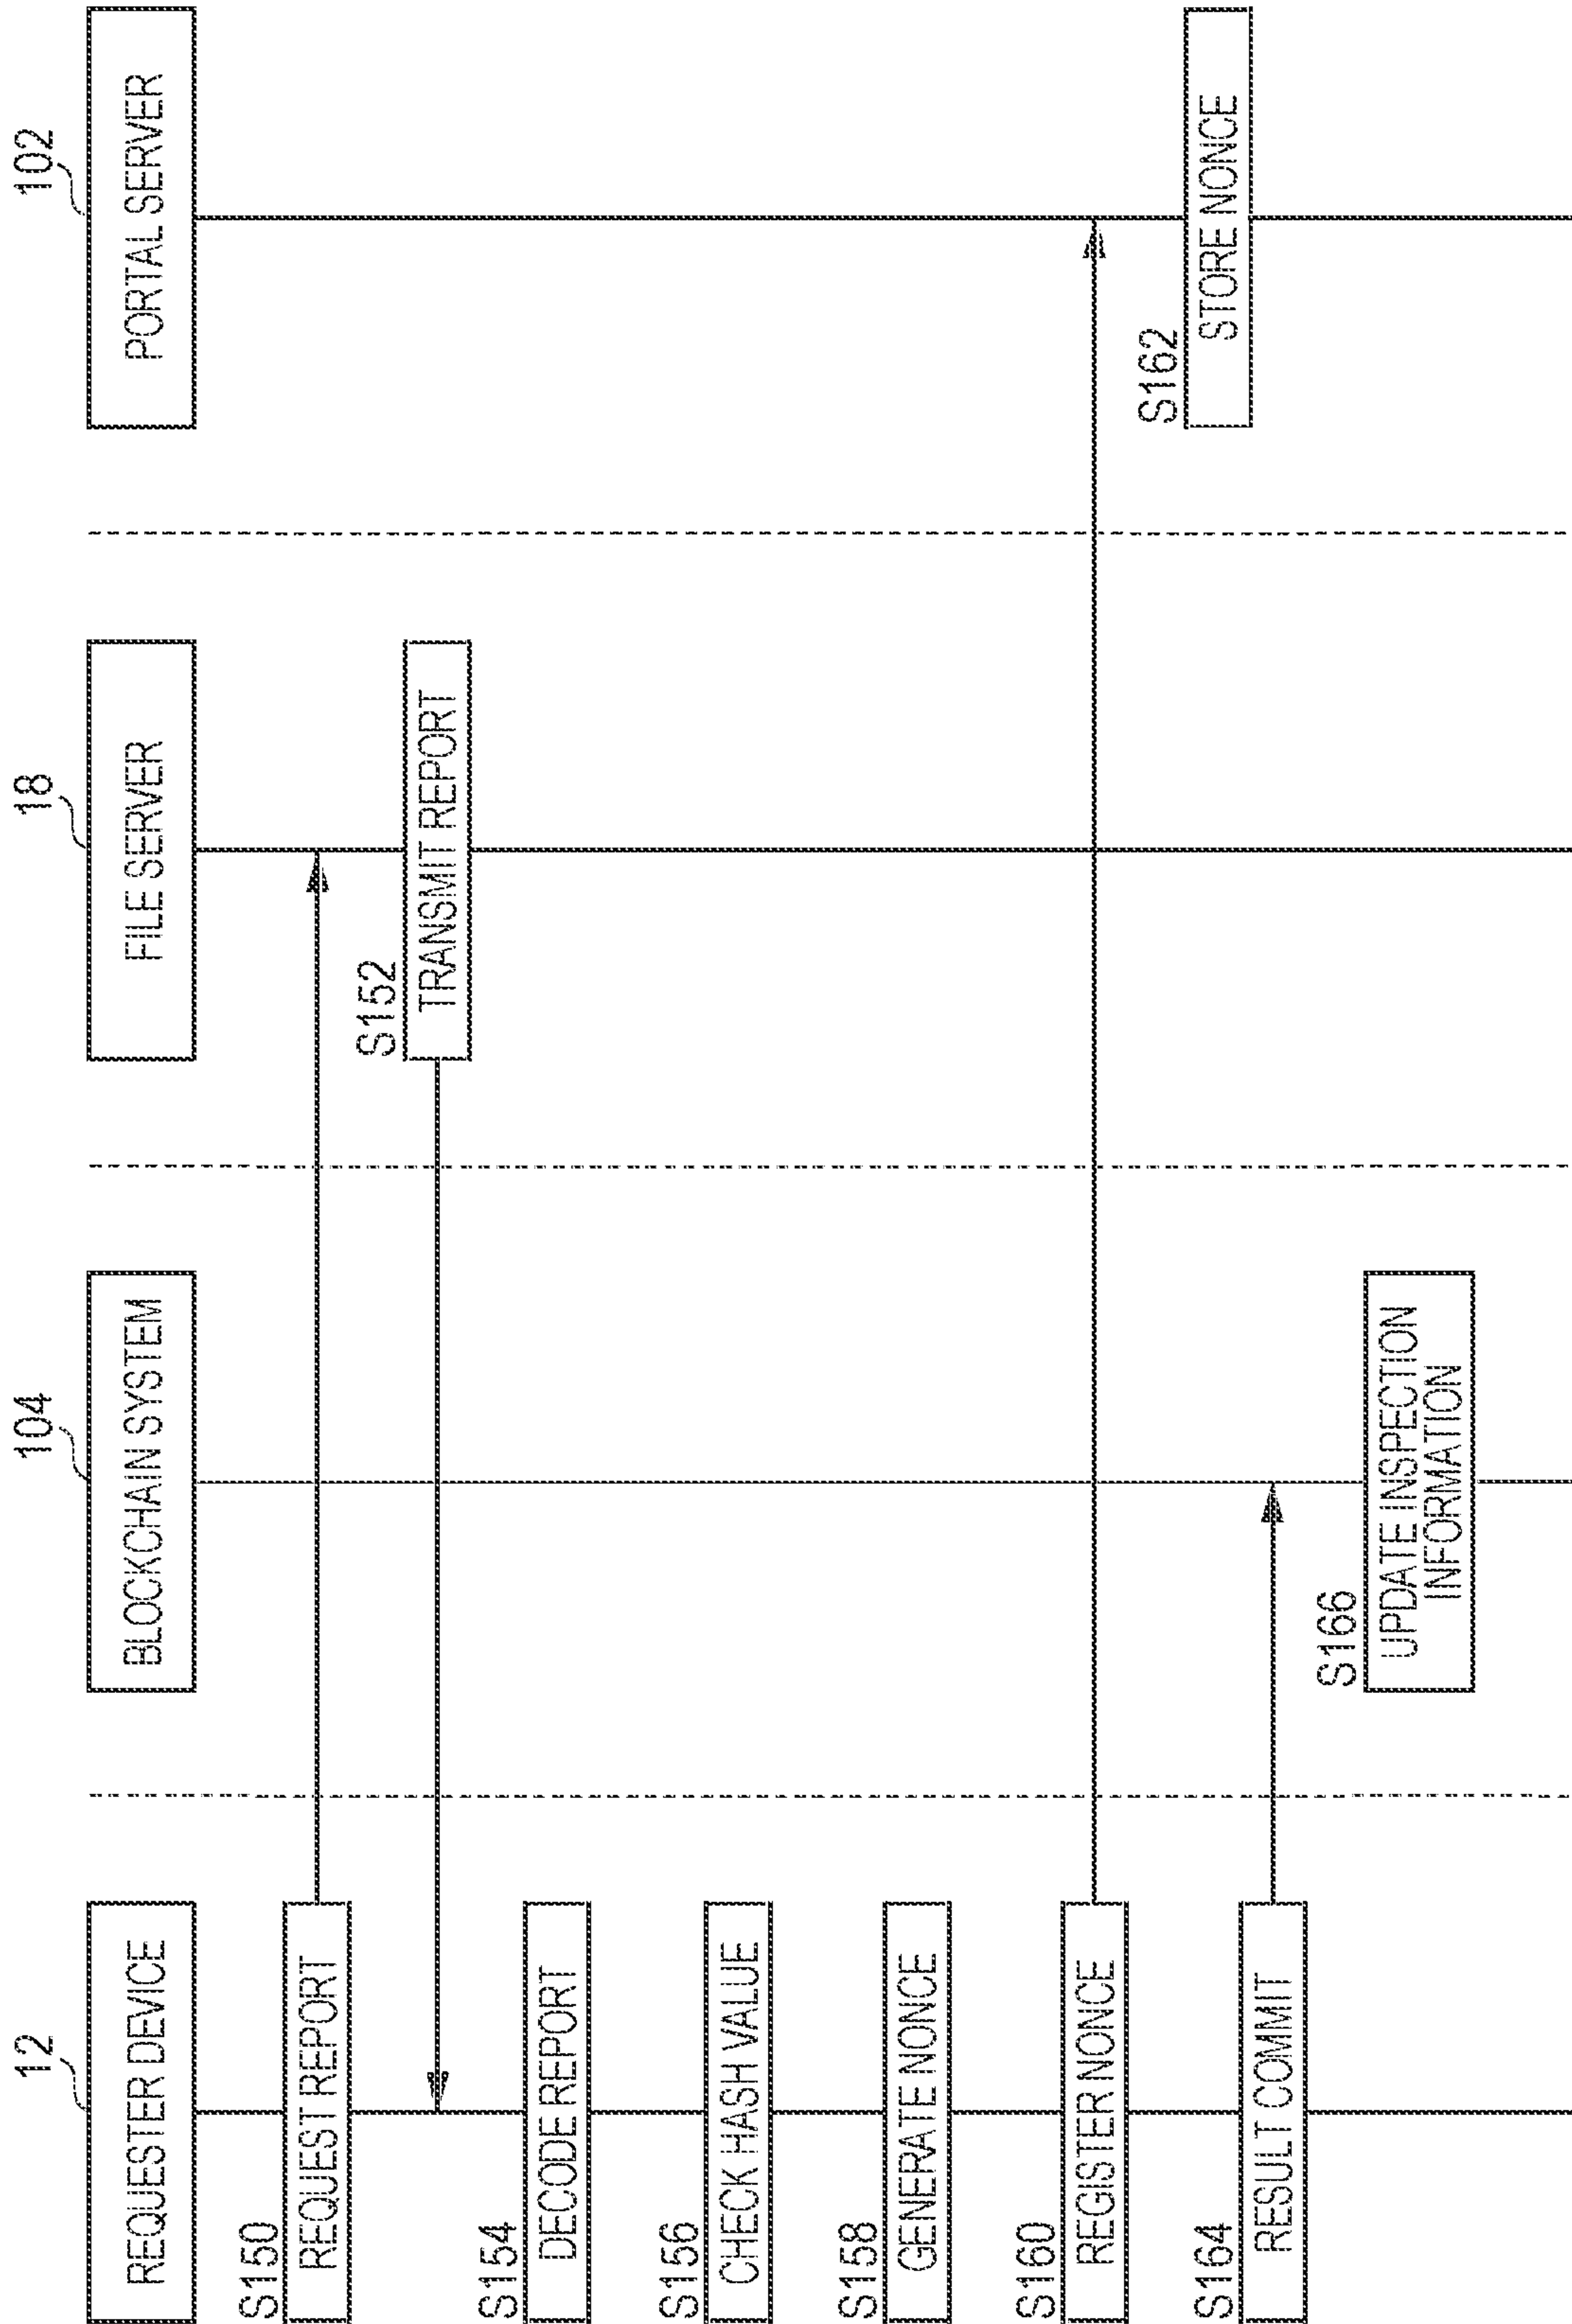 12
REQUESTER DEVICE
104
BLOCKCHAIN SYSTEM
18
FILE SERVER
102
PORTAL SERVER
S150
REQUEST REPORT
S152
TRANSMIT REPORT
S154
DECODE REPORT
S156
CHECK HASH VALUE
S158
GENERATE NONCE
S160
REGISTER NONCE
S162
STORE NONCE
S164
RESULT COMMIT
S166
UPDATE INSPECTION
INFORMATION